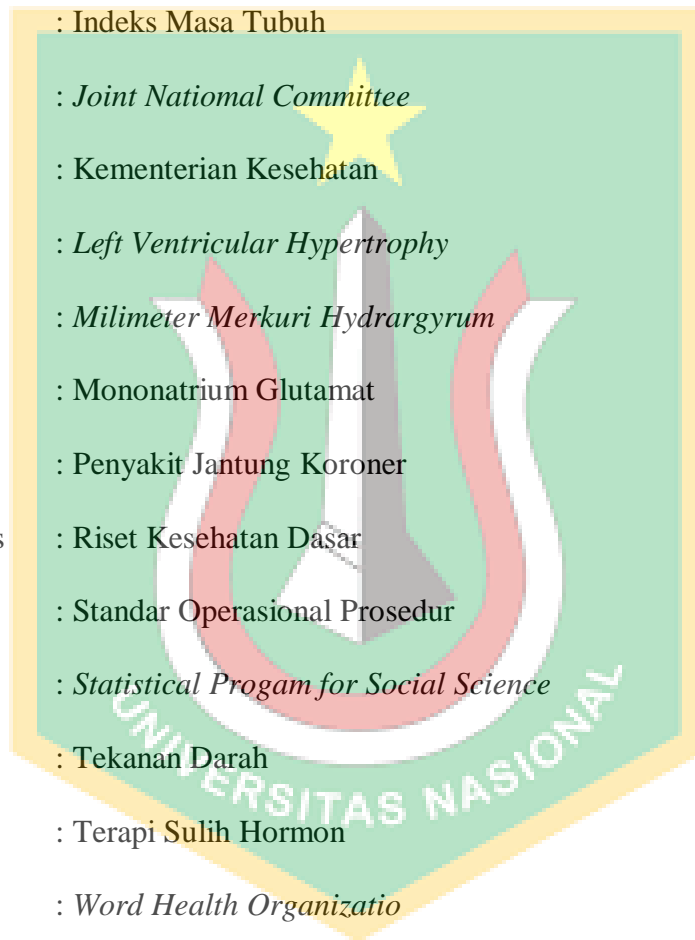 : Indeks Masa Tubuh
: Joint Natiomal Committee
: Kementerian Kesehatan
: Left Ventricular Hypertrophy
: Milimeter Merkuri Hydrargyrum
: Mononatrium Glutamat
: Penyakit Jantung Koroner
s : Riset Kesehatan Dasar
: Standar Operasional Prosedur
: Statistical Progam for Social Science
: Tekanan Darah
: Terapi Sulih Hormon
: Word Health Organizatio
UNIVERSITAS NASIONAL